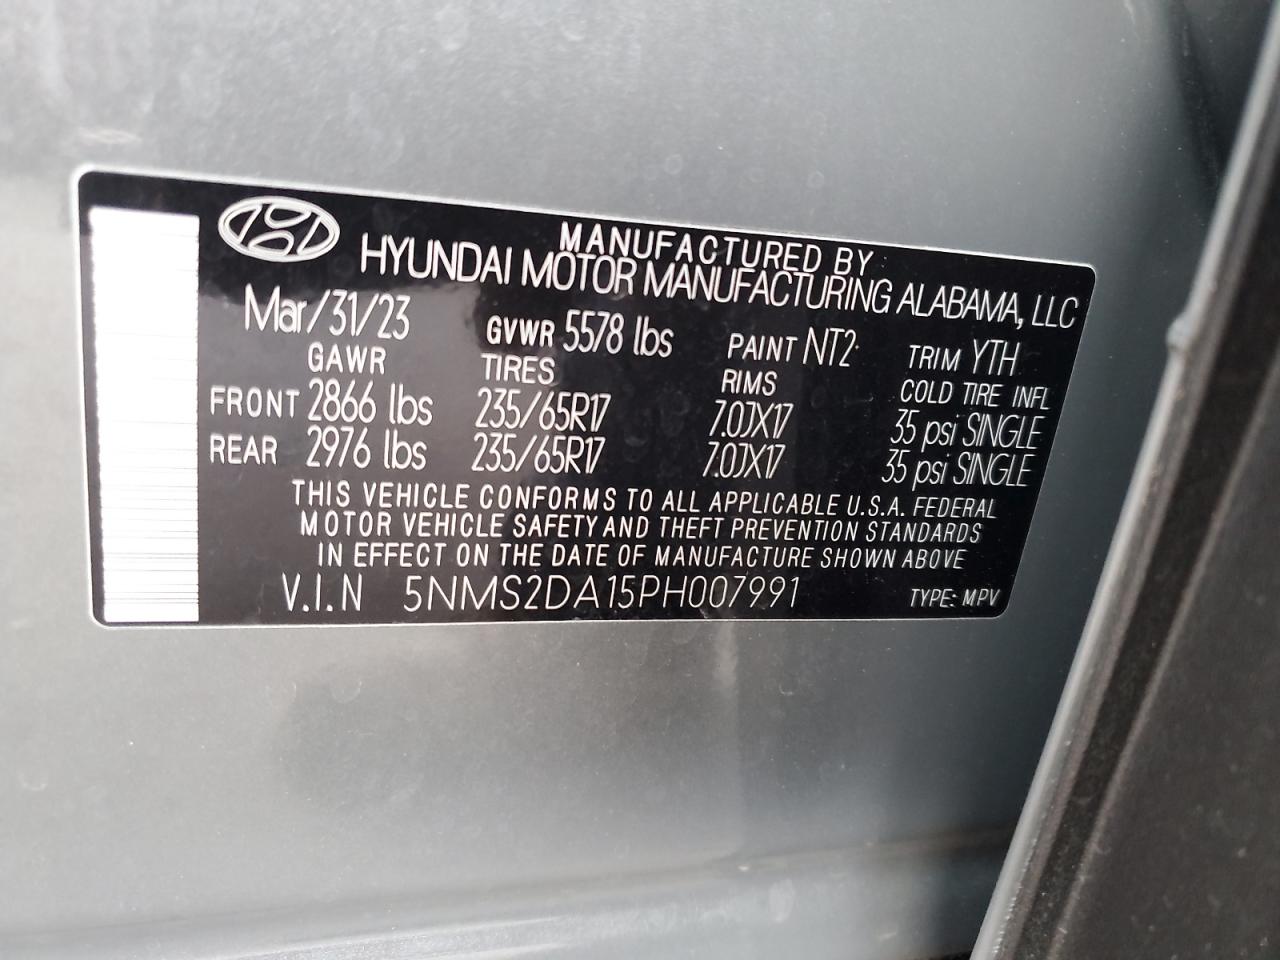 MANUFACTURED BY
HYUNDAI MOTOR MANUFACTURING ALABAMA, LLC
Mar/31/23 GVWR 5578 lbs PAINT NT2 TRIM YTH
GAWR TIRES RIMS COLD TIRE INFL
FRONT 2866 lbs 235/65R17 7.0JX17 35 psi SINGLE
REAR 2976 lbs 235/65R17 7.0JX17 35 psi SINGLE
THIS VEHICLE CONFORMS TO ALL APPLICABLE U.S.A. FEDERAL
MOTOR VEHICLE SAFETY AND THEFT PREVENTION STANDARDS
IN EFFECT ON THE DATE OF MANUFACTURE SHOWN ABOVE
V.I.N 5NMS2DA15PH007991 TYPE: MPV